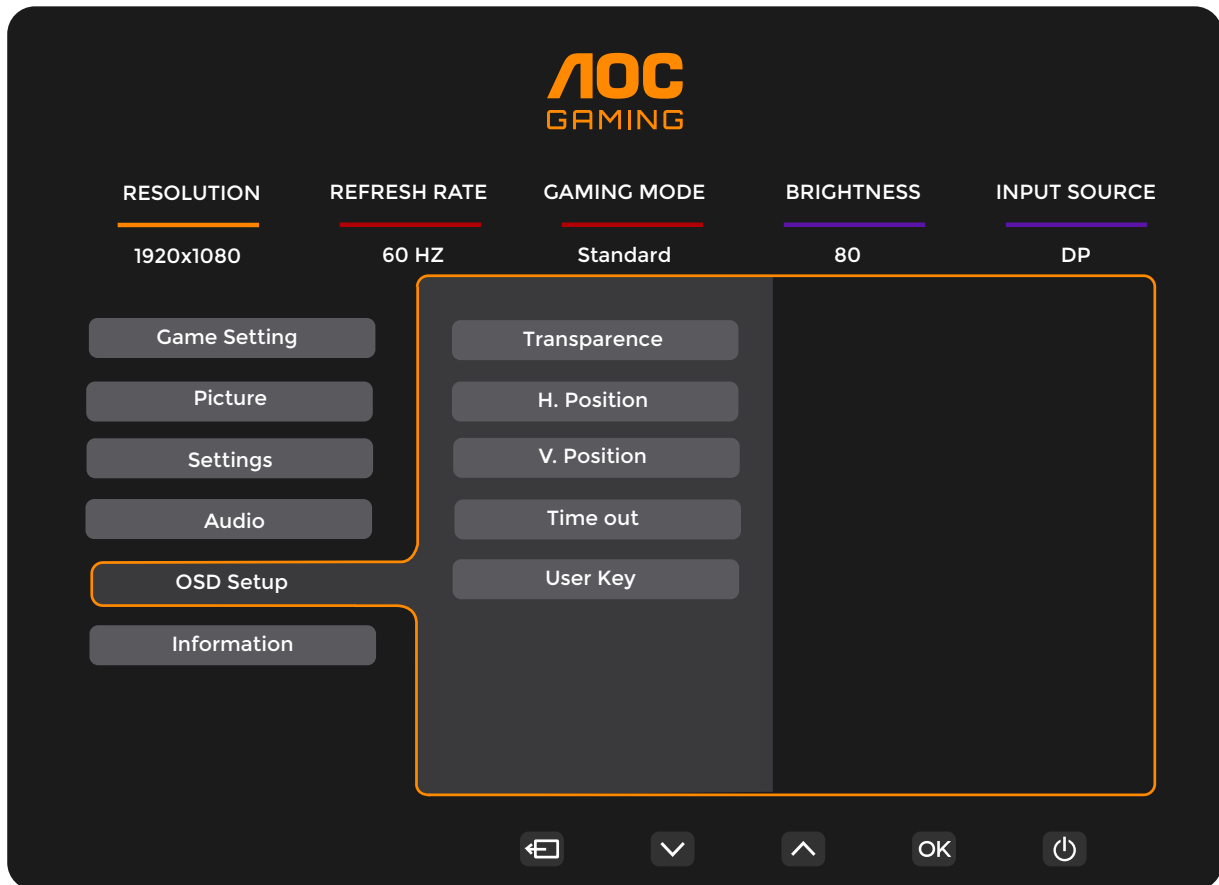 AOC
GAMING
RESOLUTION REFRESH RATE GAMING MODE BRIGHTNESS INPUT SOURCE
1920x1080 60 HZ Standard 80 DP
Game Setting
Picture
Settings
Audio
OSD Setup
Information
Transparence
H. Position
V. Position
Time out
User Key
OK